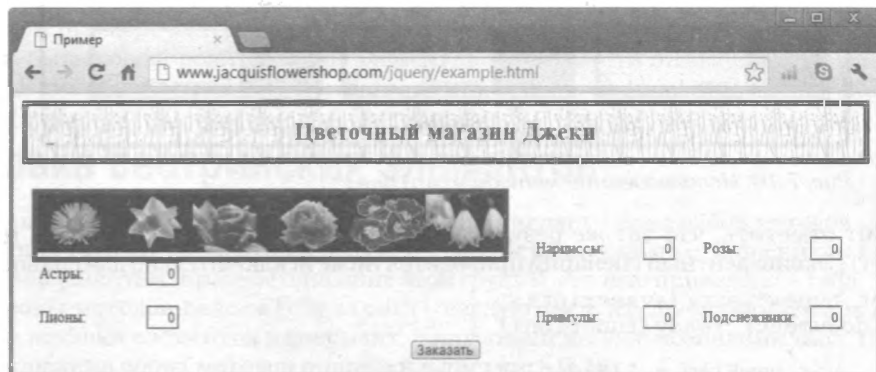 Пример
www.jacquisflowershop.com/jquery/example.html
Цветочный магазин Джеки
Нарциссы: 0 Розы: 0
Астры: 0
Пионы: 0 Примулы: 0 Подснежники: 0
Заказать